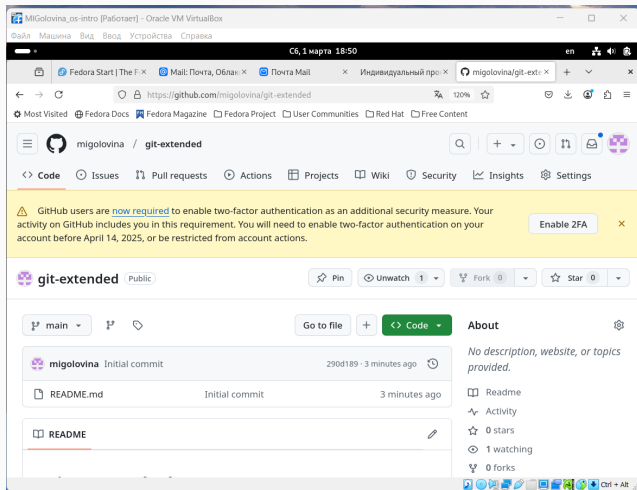 MIGolovina_os-intro [Работает] - Oracle VM VirtualBox
Файл Машина Вид Ввод Устройства Справка
Сб, 1 марта 18:50
en
Fedora Start | The F
Mail: Почта, Облак
Почта Mail
Индивидуальный про
migolovina/git-exte
https://github.com/migolovina/git-extended
120%
Most Visited Fedora Docs Fedora Magazine Fedora Project User Communities Red Hat Free Content
migolovina / git-extended
Code Issues Pull requests Actions Projects Wiki Security Insights Settings
GitHub users are now required to enable two-factor authentication as an additional security measure. Your
activity on GitHub includes you in this requirement. You will need to enable two-factor authentication on your
account before April 14, 2025, or be restricted from account actions.
Enable 2FA
git-extended Public
Pin Unwatch 1 Fork 0 Star 0
main
Go to file
Code
About
migolovina Initial commit
290d189 · 3 minutes ago
No description, website, or topics
provided.
README.md Initial commit 3 minutes ago
Readme
Activity
0 stars
README
1 watching
0 forks
Ctrl + Alt